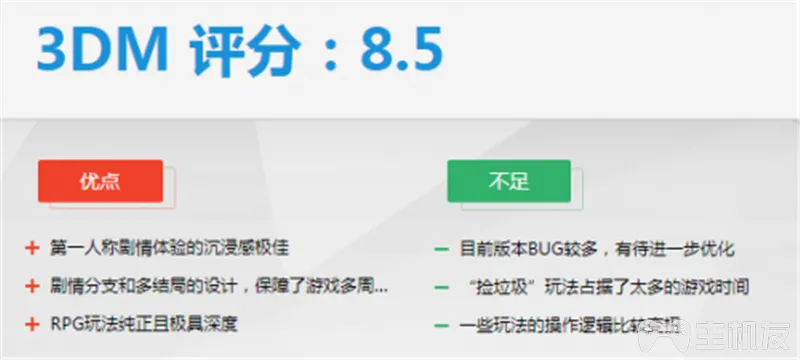 3DM 评分：8.5
优点
+ 第一人称剧情体验的沉浸感极佳
+ 剧情分支和多结局的设计，保障了游戏多周...
+ RPG玩法纯正且极具深度
不足
- 目前版本BUG较多，有待进一步优化
- “捡垃圾”玩法占据了太多的游戏时间
- 一些玩法的操作逻辑比较变扭
主机友